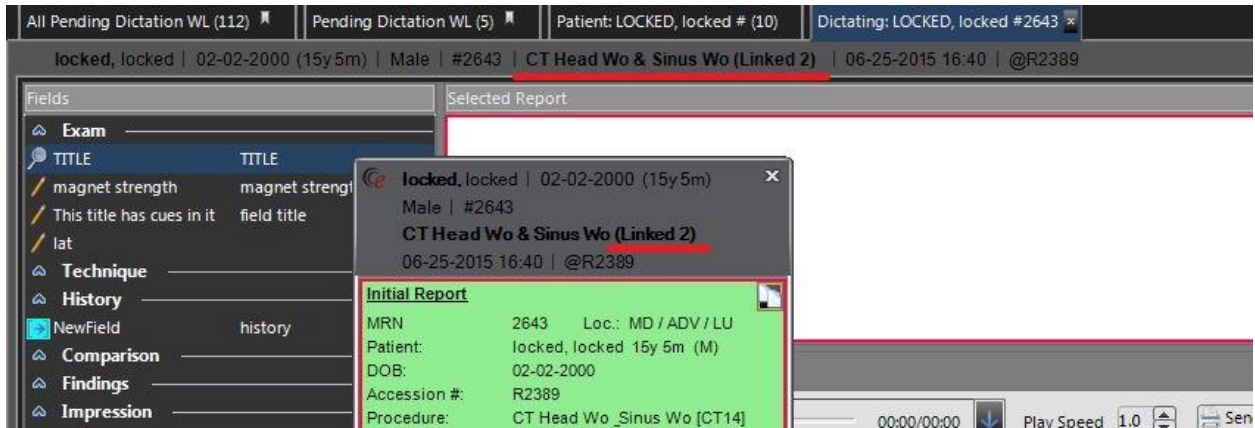 All Pending Dictation WL (112) Pending Dictation WL (5) Patient: LOCKED, locked # (10) Dictating: LOCKED, locked #2643
locked, locked | 02-02-2000 (15y5m) | Male | #2643 | CT Head Wo & Sinus Wo (Linked 2) | 06-25-2015 16:40 | @R2389
Fields
Exam
TITLE TITLE
magnet strength magnet strengt
This title has cues in it field title
lat
Technique
History
NewField history
Comparison
Findings
Impression
Selected Report
locked, locked | 02-02-2000 (15y5m)
Male | #2643
CT Head Wo & Sinus Wo (Linked 2)
06-25-2015 16:40 | @R2389
Initial Report
MRN 2643 Loc.: MD / ADV / LU
Patient: locked, locked 15y 5m (M)
DOB: 02-02-2000
Accession #: R2389
Procedure: CT Head Wo _Sinus Wo [CT14]
00:00/00:00 Play Speed 1.0 Sen